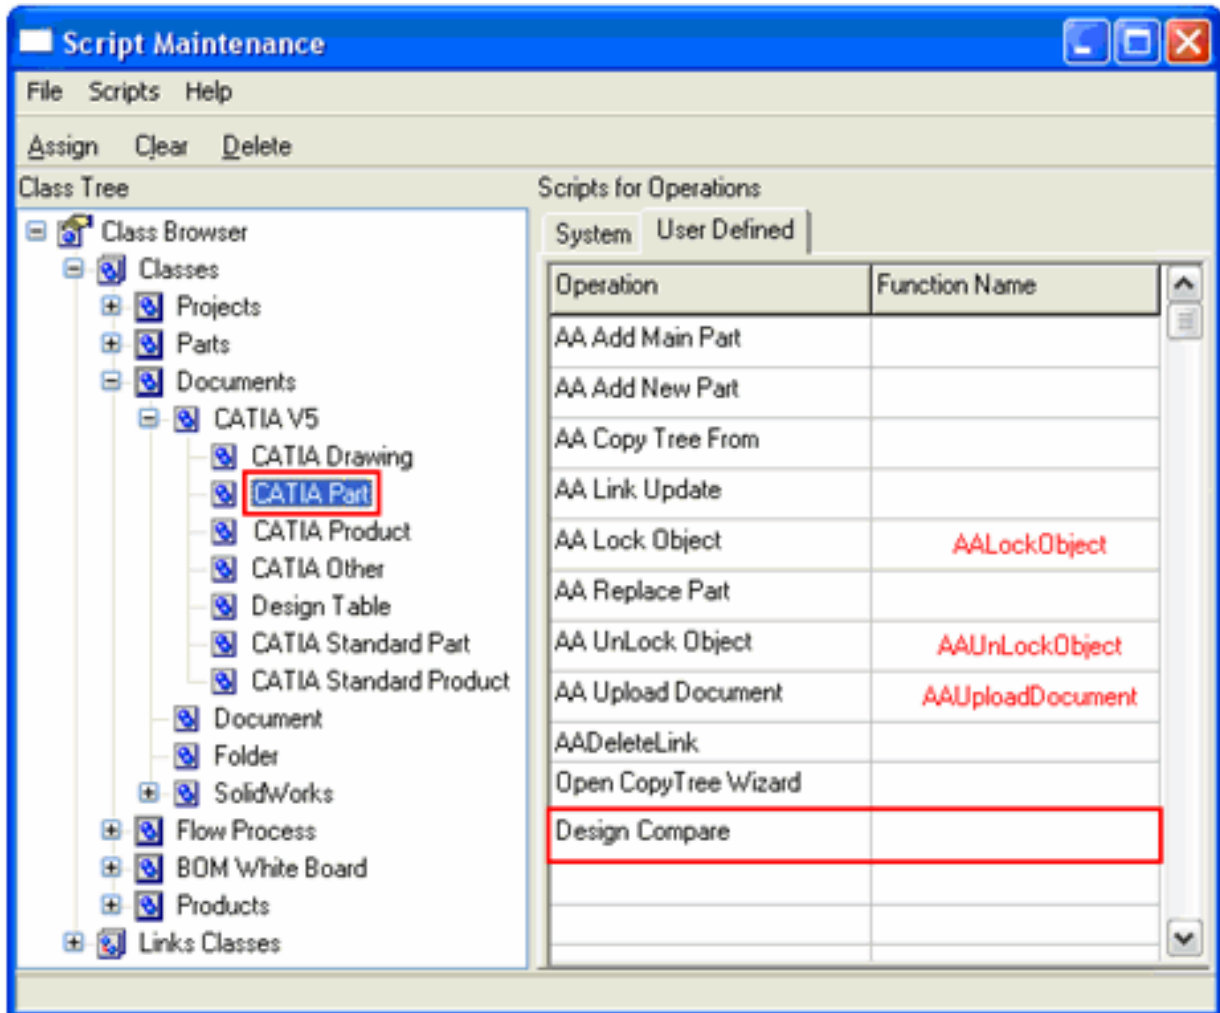 Script Maintenance
File Scripts Help
Assign Clear Delete
Class Tree
Class Browser
Classes
Projects
Parts
Documents
CATIA V5
CATIA Drawing
CATIA Part
CATIA Product
CATIA Other
Design Table
CATIA Standard Part
CATIA Standard Product
Document
Folder
SolidWorks
Flow Process
BOM White Board
Products
Links Classes
Scripts for Operations
System User Defined
Operation Function Name
AA Add Main Part
AA Add New Part
AA Copy Tree From
AA Link Update
AA Lock Object AALockObject
AA Replace Part
AA UnLock Object AAUnLockObject
AA Upload Document AAUploadDocument
AADeleteLink
Open CopyTree Wizard
Design Compare